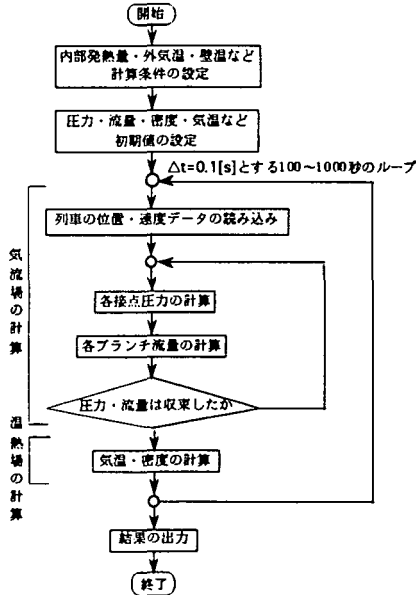 開始
内部発熱量・外気温・壁温など
計算条件の設定
圧力・流量・密度・気温など
初期値の設定
△t=0.1[s]とする100〜1000秒のループ
列車の位置・速度データの読み込み
気流場の計算
各接点圧力の計算
各ブランチ流量の計算
圧力・流量は収束したか
温熱場の計算
気温・密度の計算
結果の出力
終了